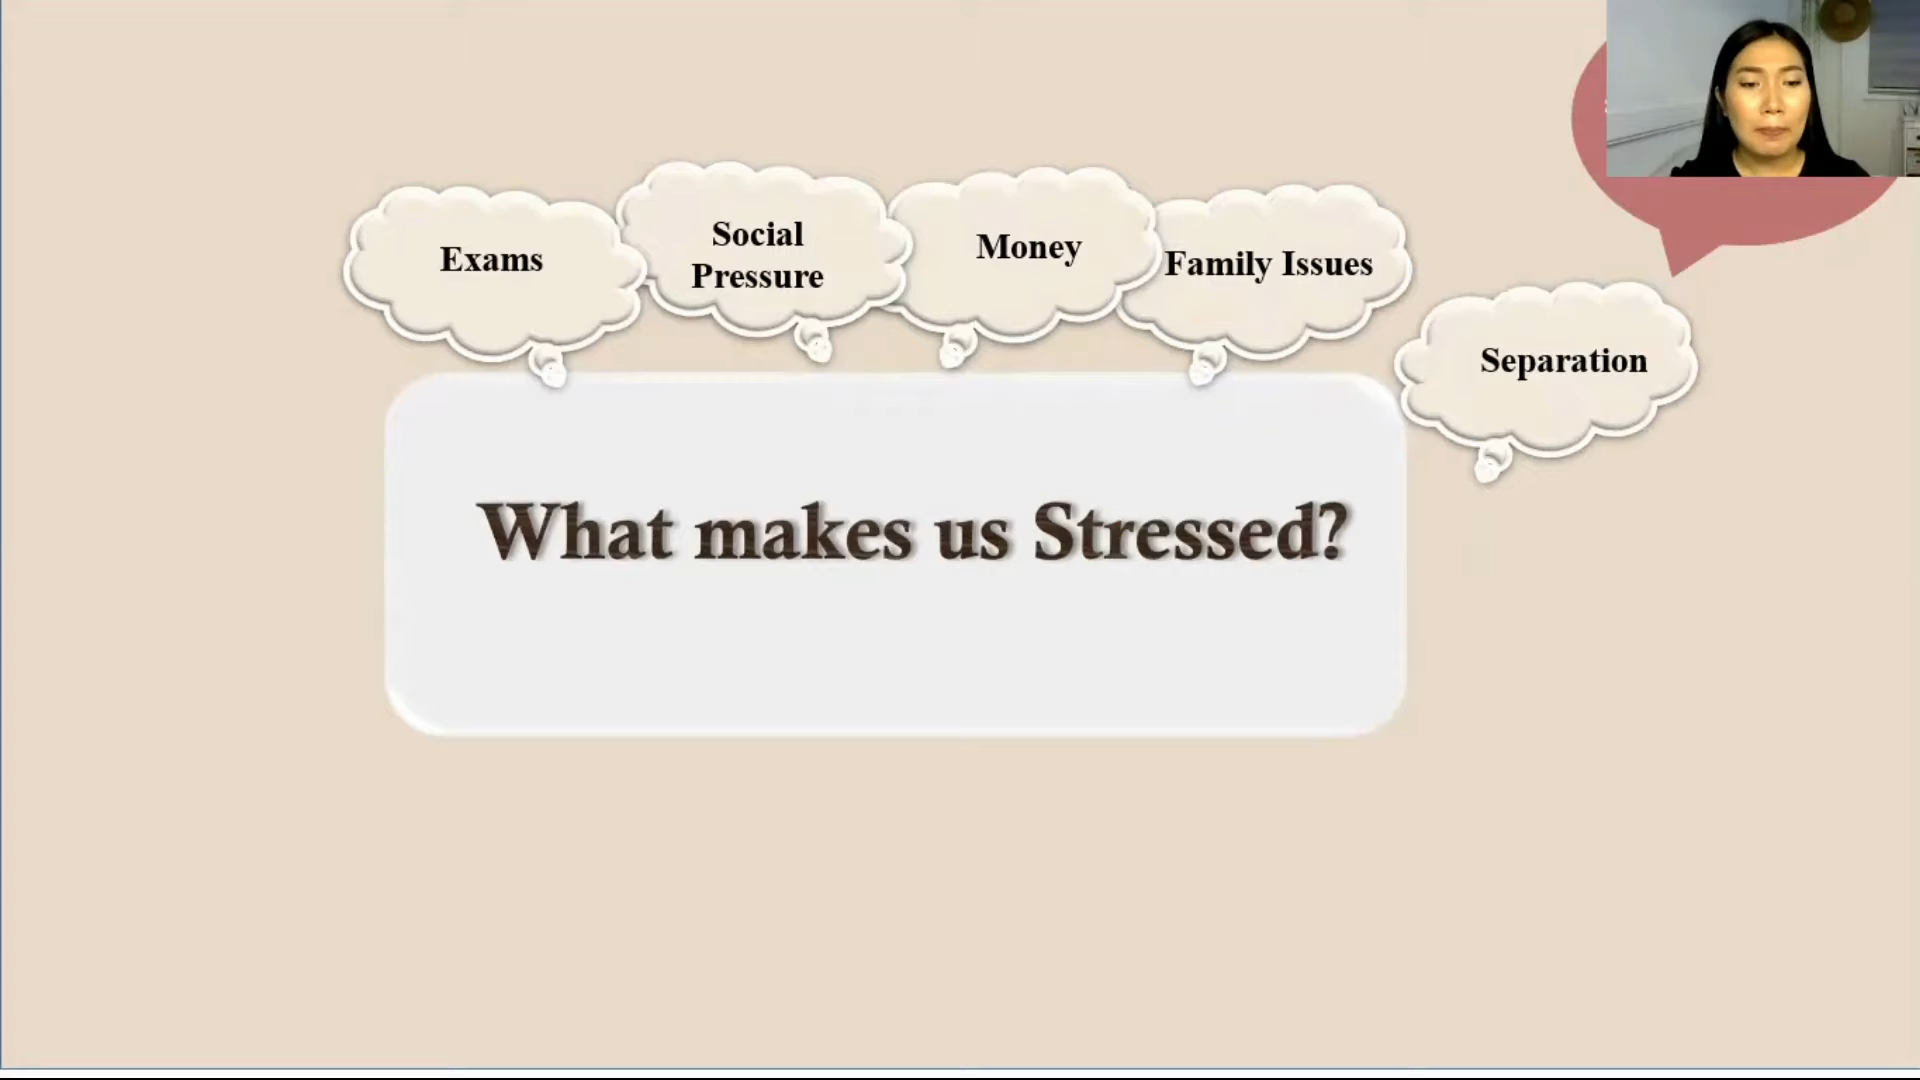 Exams
Social
Pressure
Money
Family Issues
Separation
What makes us Stressed?